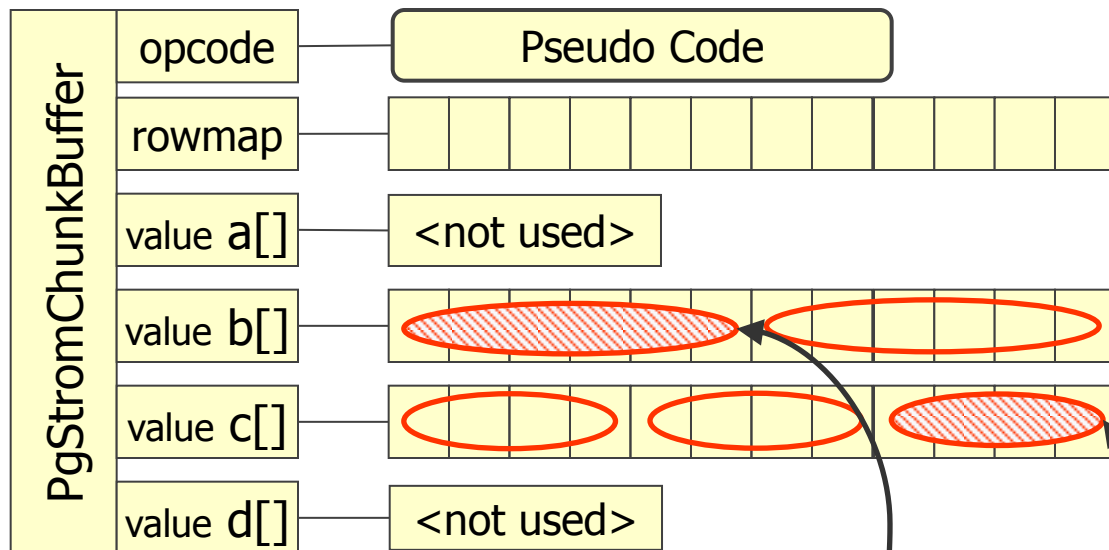 PgStromChunkBuffer
opcode
Pseudo Code
rowmap
value a[]
<not used>
value b[]
value c[]
value d[]
<not used>